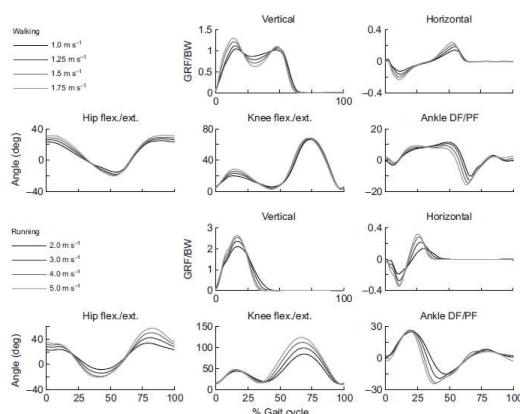 Vertical
Horizontal
Walking
1.0 m s⁻¹
1.25 m s⁻¹
1.5 m s⁻¹
1.75 m s⁻¹
GRF/BW
1.5
1
0.5
0
0
50
100
0.4
0
–0.4
Hip flex./ext.
Knee flex./ext.
Ankle DF/PF
Angle (deg)
40
0
–40
80
40
0
20
0
–20
Vertical
Horizontal
Running
2.0 m s⁻¹
3.0 m s⁻¹
4.0 m s⁻¹
5.0 m s⁻¹
GRF/BW
3
2
1
0
0
50
100
0.4
0
–0.4
Hip flex./ext.
Knee flex./ext.
Ankle DF/PF
Angle (deg)
40
0
–40
0 25 50 75 100
150
100
50
0
0 25 50 75 100
30
0
–30
0 25 50 75 100
% Gait cycle